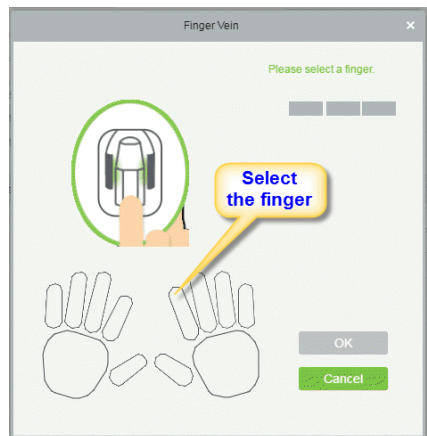 Finger Vein
Please select a finger.
Select
the finger
OK
Cancel